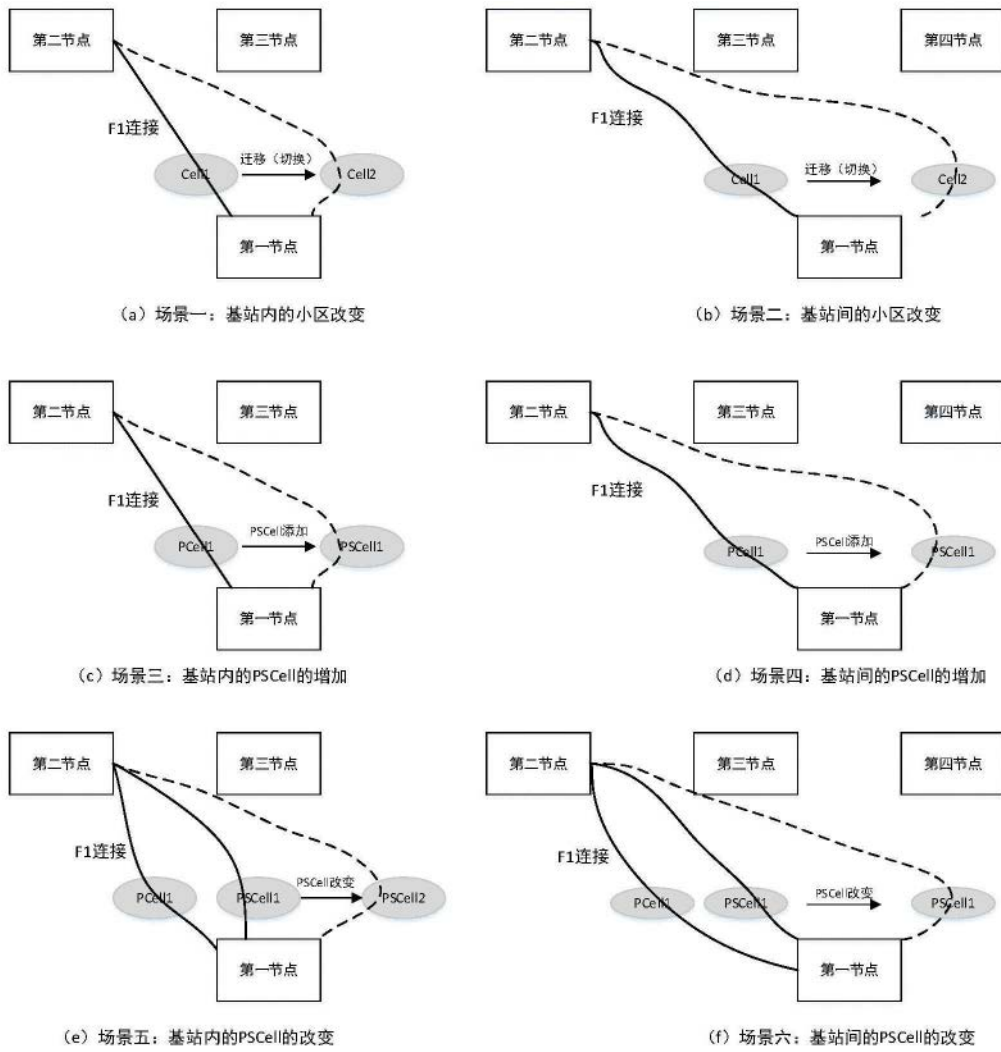 第二节点
第三节点
F1连接
Cell1
迁移（切换）
Cell2
第一节点
（a）场景一：基站内的小区改变
第二节点
第三节点
第四节点
F1连接
Cell1
迁移（切换）
Cell2
第一节点
（b）场景二：基站间的小区改变
第二节点
第三节点
F1连接
PCell1
PSCell添加
PSCell1
第一节点
（c）场景三：基站内的PSCell的增加
第二节点
第三节点
第四节点
F1连接
PCell1
PSCell添加
PSCell1
第一节点
（d）场景四：基站间的PSCell的增加
第二节点
第三节点
F1连接
PCell1
PSCell1
PSCell改变
PSCell2
第一节点
（e）场景五：基站内的PSCell的改变
第二节点
第三节点
第四节点
F1连接
PCell1
PSCell1
PSCell改变
PSCell1
第一节点
（f）场景六：基站间的PSCell的改变